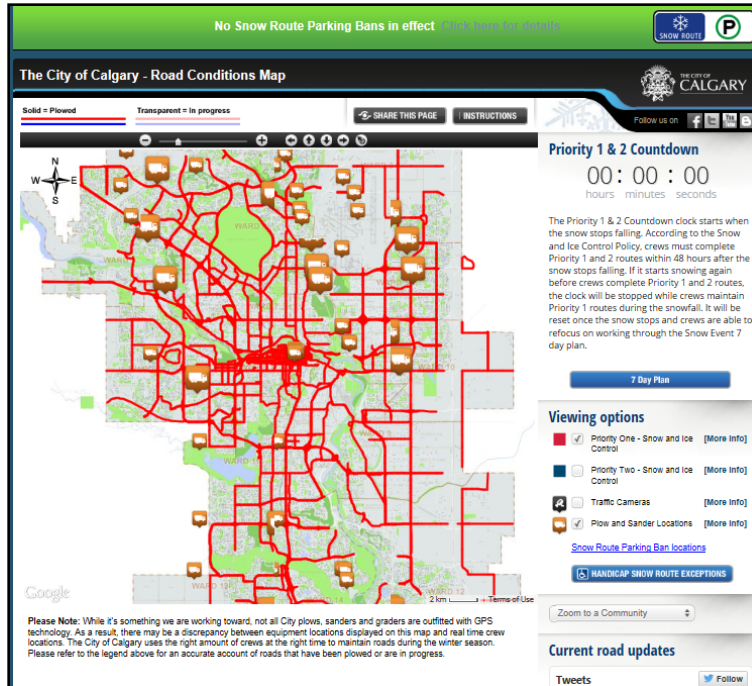 No Snow Route Parking Bans in effect Click here for details
SNOW ROUTE
P
The City of Calgary - Road Conditions Map
THE CITY OF
CALGARY
Solid = Plowed
Transparent = In progress
SHARE THIS PAGE
INSTRUCTIONS
Follow us on
N
W E
S
Priority 1 & 2 Countdown
00: 00 : 00
hours minutes seconds
The Priority 1 & 2 Countdown clock starts when
the snow stops falling. According to the Snow
and Ice Control Policy, crews must complete
Priority 1 and 2 routes within 48 hours after the
snow stops falling. If it starts snowing again
before crews complete Priority 1 and 2 routes,
the clock will be stopped while crews maintain
Priority 1 routes during the snowfall. It will be
reset once the snow stops and crews are able to
refocus on working through the Snow Event 7
day plan.
7 Day Plan
Viewing options
Priority One - Snow and Ice
Control
[More Info]
Priority Two - Snow and Ice
Control
[More Info]
Traffic Cameras
[More Info]
Plow and Sander Locations
[More Info]
Snow Route Parking Ban locations
HANDICAP SNOW ROUTE EXCEPTIONS
WARD 10
WARD 12
Google
2 km
Terms of Use
Please Note: While it's something we are working toward, not all City plows, sanders and graders are outfitted with GPS
technology. As a result, there may be a discrepancy between equipment locations displayed on this map and real time crew
locations. The City of Calgary uses the right amount of crews at the right time to maintain roads during the winter season.
Please refer to the legend above for an accurate account of roads that have been plowed or are in progress.
Zoom to a Community
Current road updates
Tweets
Follow